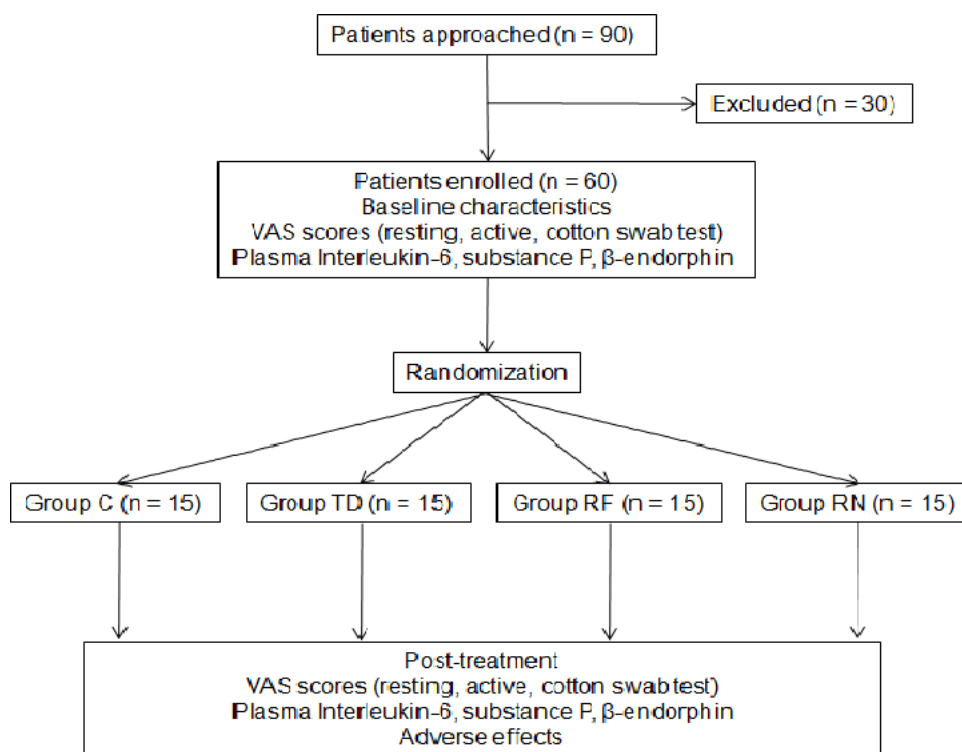 Patients approached (n = 90)
Excluded (n = 30)
Patients enrolled (n = 60)
Baseline characteristics
VAS scores (resting, active, cotton swab test)
Plasma Interleukin-6, substance P, β-endorphin
Randomization
Group C (n = 15)
Group TD (n = 15)
Group RF (n = 15)
Group RN (n = 15)
Post-treatment
VAS scores (resting, active, cotton swab test)
Plasma Interleukin-6, substance P, β-endorphin
Adverse effects